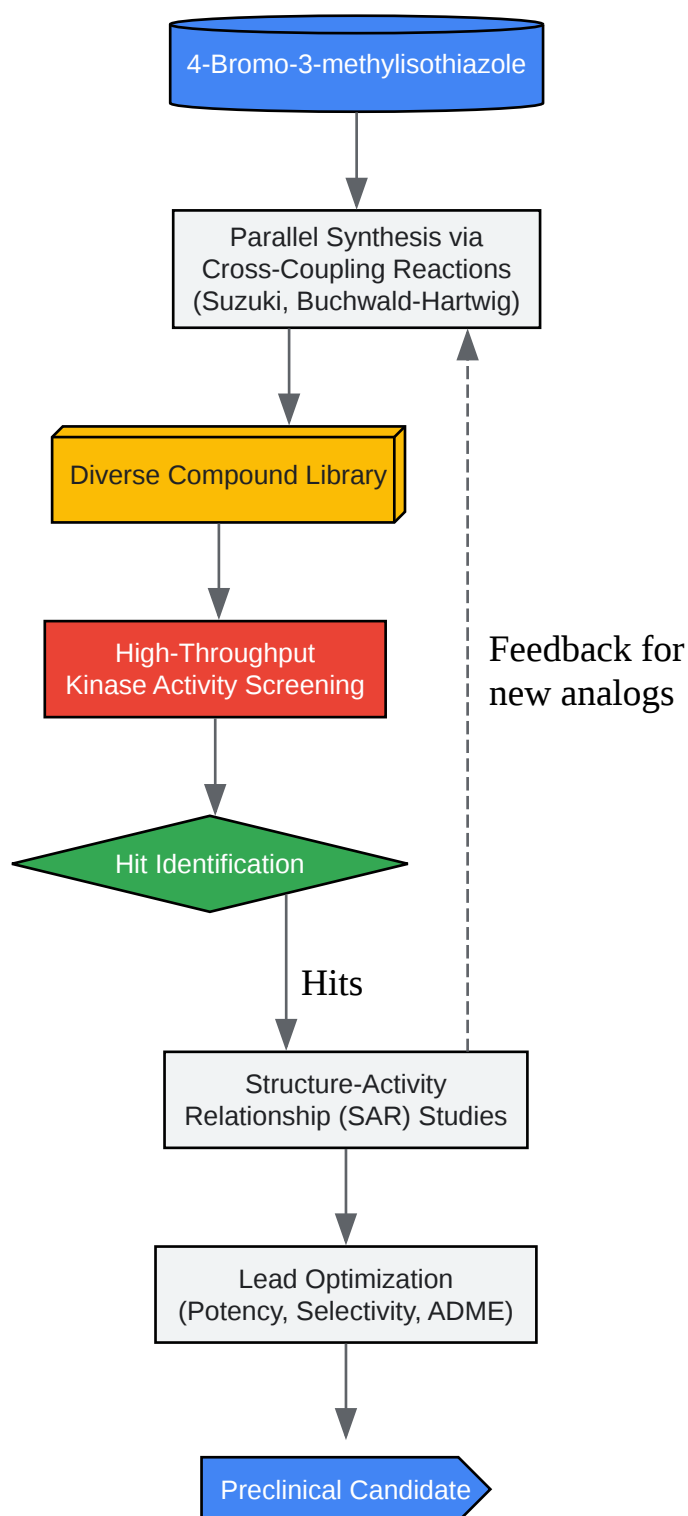 4-Bromo-3-methylisothiazole
Parallel Synthesis via
Cross-Coupling Reactions
(Suzuki, Buchwald-Hartwig)
Diverse Compound Library
High-Throughput
Kinase Activity Screening
Feedback for
new analogs
Hit Identification
Hits
Structure-Activity
Relationship (SAR) Studies
Lead Optimization
(Potency, Selectivity, ADME)
Preclinical Candidate